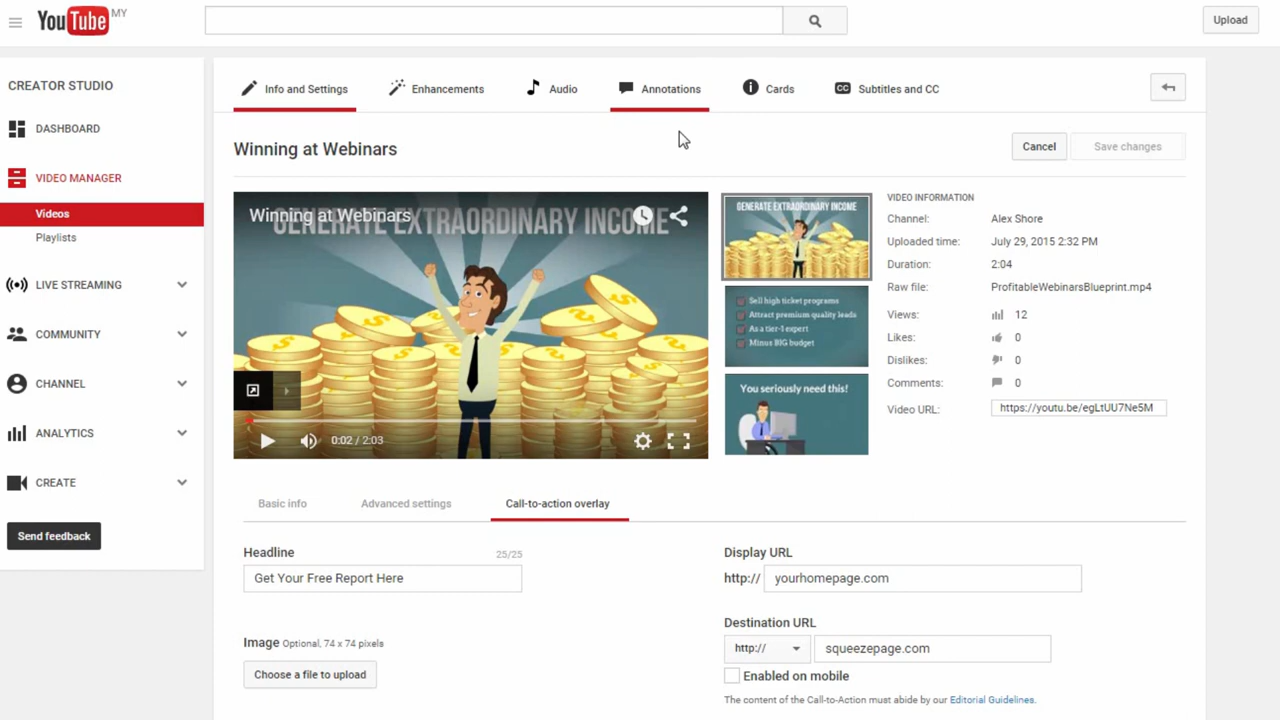 YouTube MY
Upload
CREATOR STUDIO
DASHBOARD
VIDEO MANAGER
Videos
Playlists
LIVE STREAMING
COMMUNITY
CHANNEL
ANALYTICS
CREATE
Send feedback
Info and Settings
Enhancements
Audio
Annotations
Cards
CC Subtitles and CC
Winning at Webinars
Cancel
Save changes
Winning at Webinars
GENERATE EXTRAORDINARY INCOME
0:02 / 2:03
GENERATE EXTRAORDINARY INCOME
Sell high ticket programs
Attract premium quality leads
As a tier-1 expert
Minus BIG budget
You seriously need this!
VIDEO INFORMATION
Channel: Alex Shore
Uploaded time: July 29, 2015 2:32 PM
Duration: 2:04
Raw file: ProfitableWebinarsBlueprint.mp4
Views: 12
Likes: 0
Dislikes: 0
Comments: 0
Video URL: https://youtu.be/egLtUU7Ne5M
Basic info
Advanced settings
Call-to-action overlay
Headline 25/25
Get Your Free Report Here
Image Optional, 74 x 74 pixels
Choose a file to upload
Display URL
http:// yourhomepage.com
Destination URL
http:// squeezepage.com
Enabled on mobile
The content of the Call-to-Action must abide by our Editorial Guidelines.